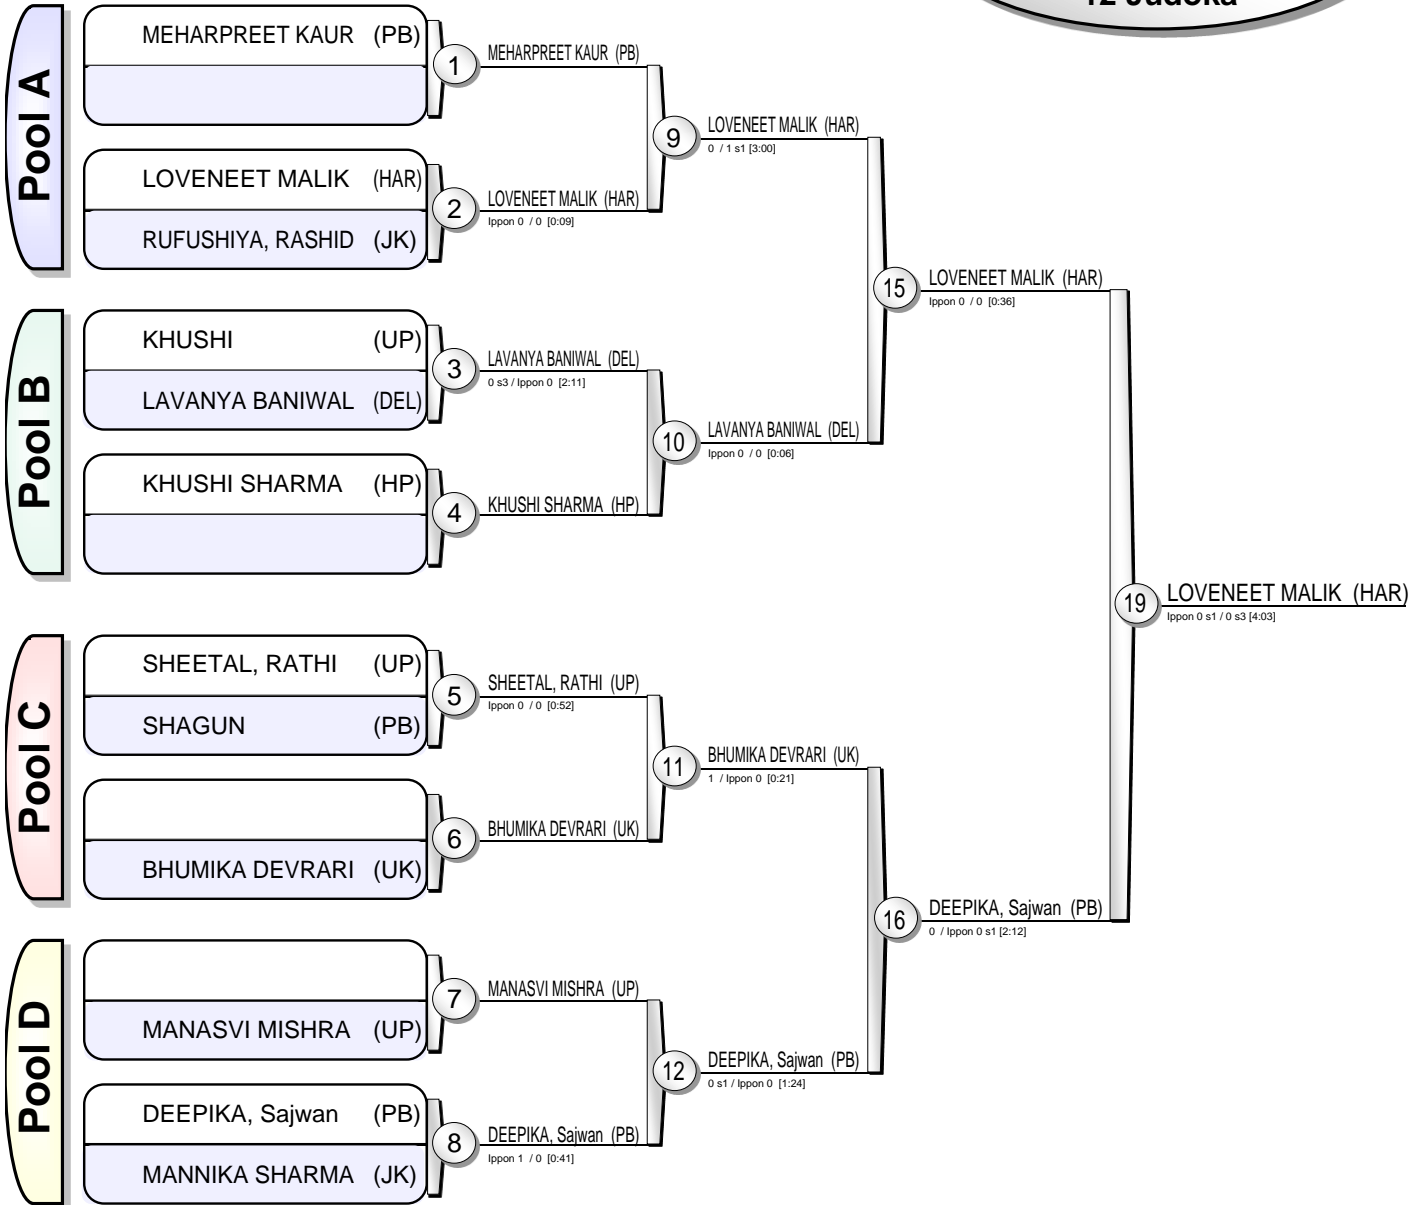 12 Judoka
Pool A
MEHARPREET KAUR (PB)
1
MEHARPREET KAUR (PB)
LOVENEET MALIK (HAR)
RUFUSHIYA, RASHID (JK)
2
LOVENEET MALIK (HAR)
Ippon 0 / 0 [0:09]
9
LOVENEET MALIK (HAR)
0 / 1 s1 [3:00]
Pool B
KHUSHI (UP)
LAVANYA BANIWAL (DEL)
3
LAVANYA BANIWAL (DEL)
0 s3 / Ippon 0 [2:11]
KHUSHI SHARMA (HP)
4
KHUSHI SHARMA (HP)
10
LAVANYA BANIWAL (DEL)
Ippon 0 / 0 [0:06]
15
LOVENEET MALIK (HAR)
Ippon 0 / 0 [0:36]
Pool C
SHEETAL, RATHI (UP)
SHAGUN (PB)
5
SHEETAL, RATHI (UP)
Ippon 0 / 0 [0:52]
BHUMIKA DEVRARI (UK)
6
BHUMIKA DEVRARI (UK)
11
BHUMIKA DEVRARI (UK)
1 / Ippon 0 [0:21]
Pool D
MANASVI MISHRA (UP)
7
MANASVI MISHRA (UP)
DEEPIKA, Sajwan (PB)
MANNIKA SHARMA (JK)
8
DEEPIKA, Sajwan (PB)
Ippon 1 / 0 [0:41]
12
DEEPIKA, Sajwan (PB)
0 s1 / Ippon 0 [1:24]
16
DEEPIKA, Sajwan (PB)
0 / Ippon 0 s1 [2:12]
19
LOVENEET MALIK (HAR)
Ippon 0 s1 / 0 s3 [4:03]